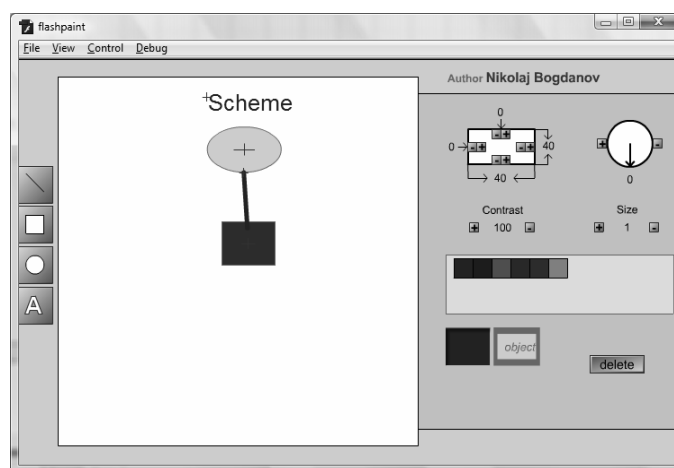 flashpaint
File View Control Debug
Author Nikolaj Bogdanov
Scheme
0
0 40
40
0
Contrast Size
+ 100 - + 1 -
A
object
delete